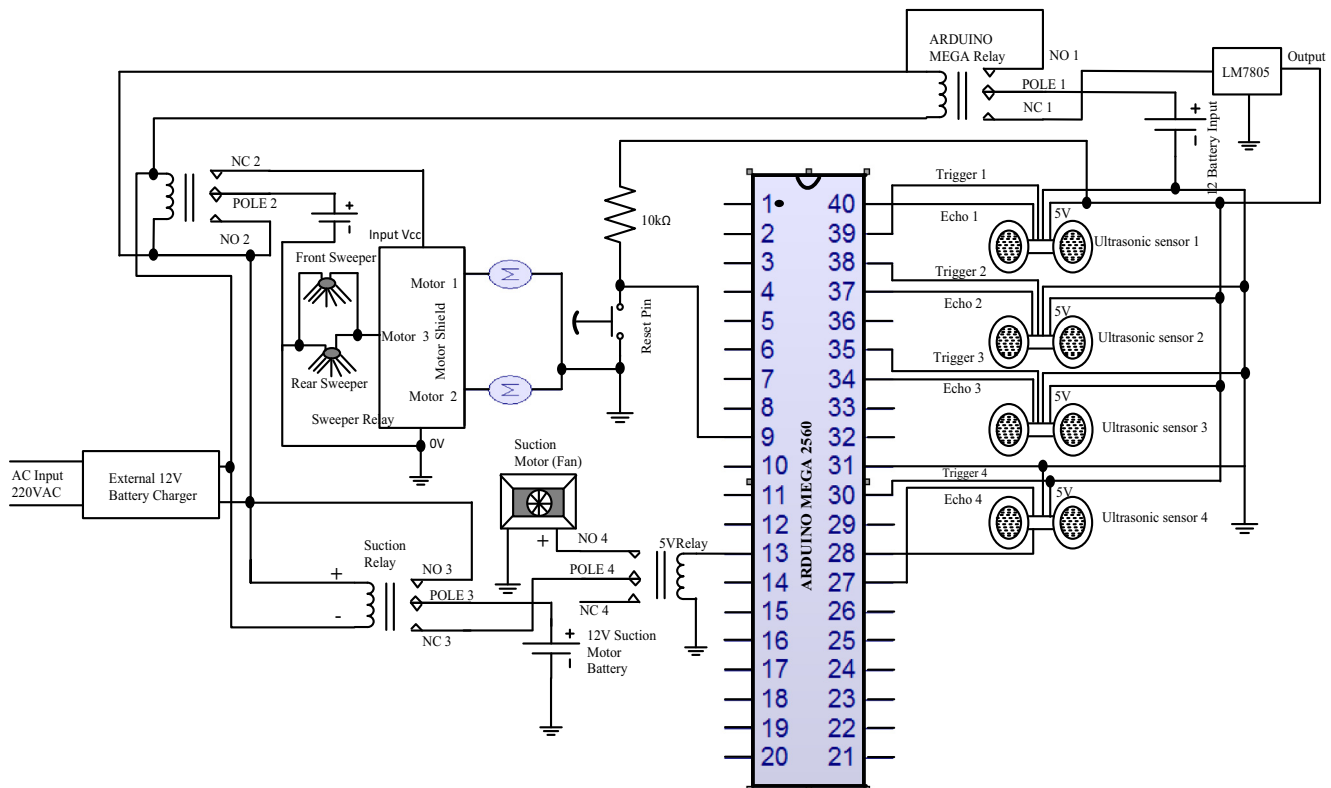 ARDUINO
MEGA Relay
NO 1
POLE 1
NC 1
LM7805
Output
+
-
12 Battery Input
NC 2
POLE 2
NO 2
+
-
Input Vcc
Front Sweeper
Rear Sweeper
Motor 1
Motor 3
Motor 2
Motor Shield
Sweeper Relay
0V
M
M
10kΩ
Reset Pin
AC Input
220VAC
External 12V
Battery Charger
Suction
Motor (Fan)
+
NO 4
POLE 4
NC 4
5VRelay
Suction
Relay
+
-
NO 3
POLE 3
NC 3
+
-
12V Suction
Motor
Battery
ARDUINO MEGA 2560
1 40
2 39
3 38
4 37
5 36
6 35
7 34
8 33
9 32
10 31
11 30
12 29
13 28
14 27
15 26
16 25
17 24
18 23
19 22
20 21
Trigger 1
Echo 1
5V
Ultrasonic sensor 1
Trigger 2
Echo 2
5V
Ultrasonic sensor 2
Trigger 3
Echo 3
5V
Ultrasonic sensor 3
Trigger 4
Echo 4
5V
Ultrasonic sensor 4